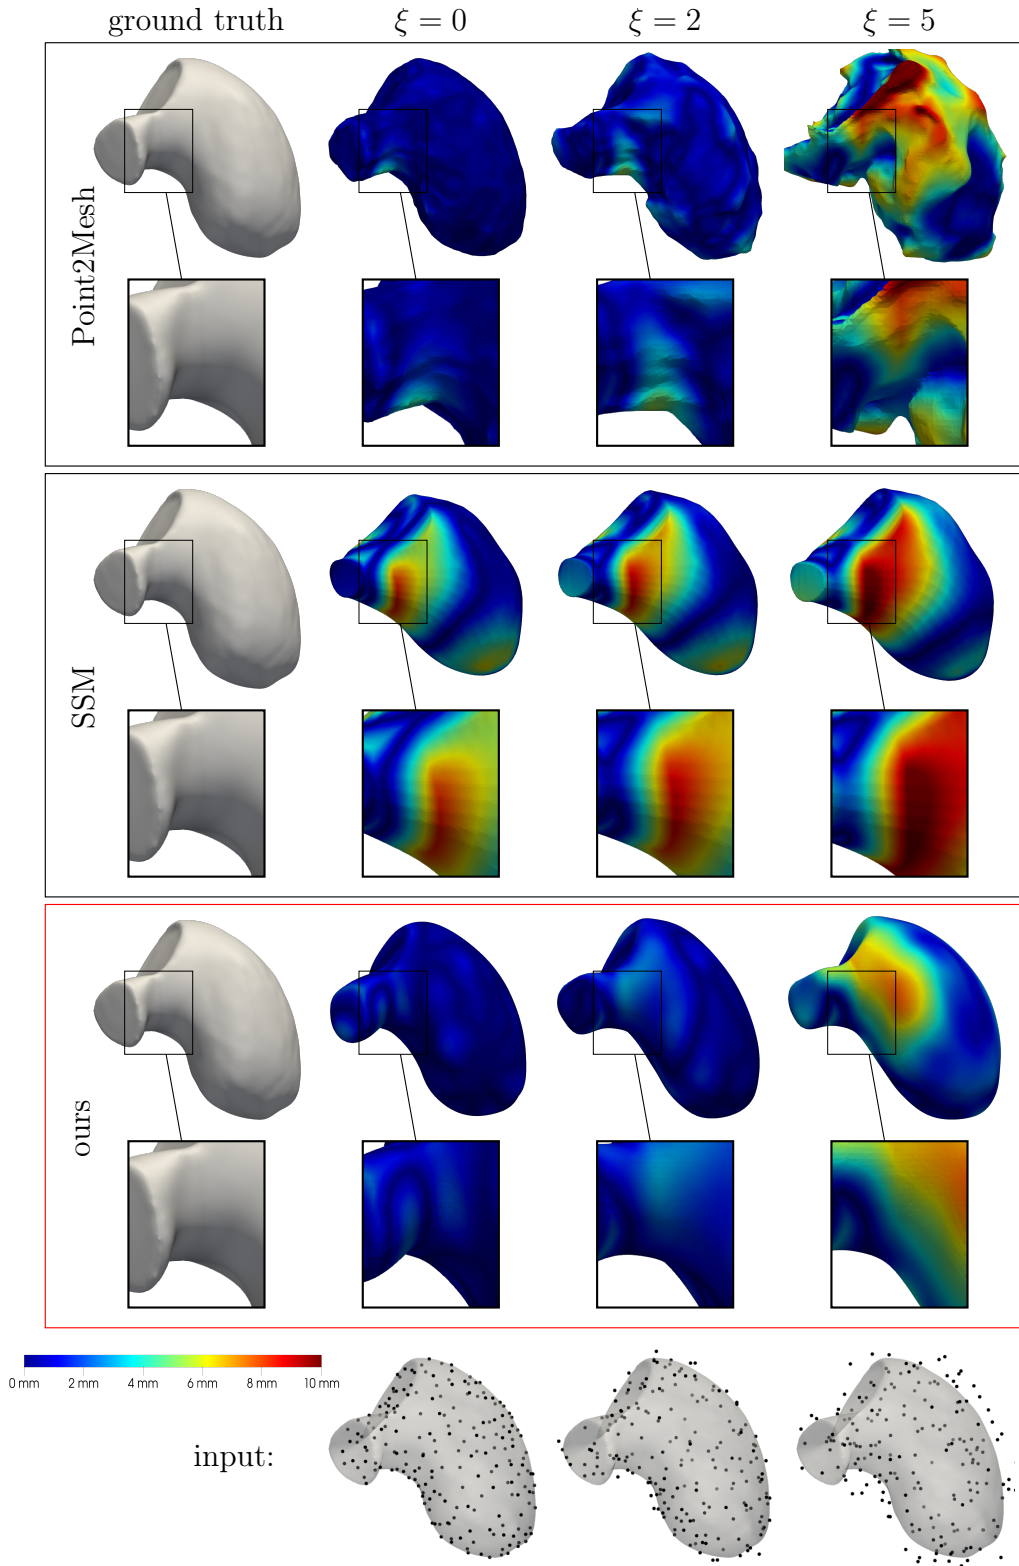 ground truth
ξ = 0
ξ = 2
ξ = 5
Point2Mesh
SSM
ours
0 mm
2 mm
4 mm
6 mm
8 mm
10 mm
input: